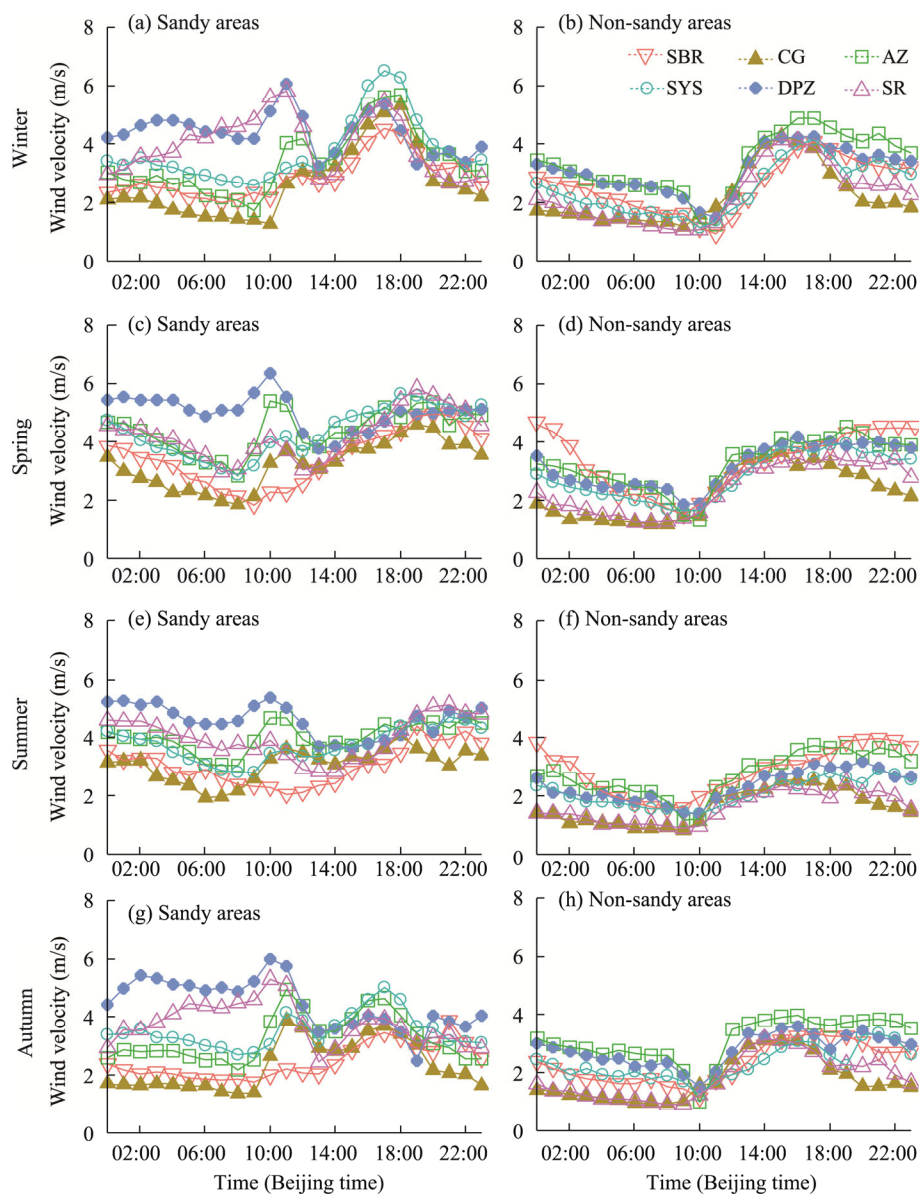 (a) Sandy areas
(b) Non-sandy areas
SBR CG AZ
SYS DPZ SR
Winter
Wind velocity (m/s)
8
6
4
2
0
8
6
4
2
0
02:00 06:00 10:00 14:00 18:00 22:00
02:00 06:00 10:00 14:00 18:00 22:00
(c) Sandy areas
(d) Non-sandy areas
Spring
Wind velocity (m/s)
8
6
4
2
0
8
6
4
2
0
02:00 06:00 10:00 14:00 18:00 22:00
02:00 06:00 10:00 14:00 18:00 22:00
(e) Sandy areas
(f) Non-sandy areas
Summer
Wind velocity (m/s)
8
6
4
2
0
8
6
4
2
0
02:00 06:00 10:00 14:00 18:00 22:00
02:00 06:00 10:00 14:00 18:00 22:00
(g) Sandy areas
(h) Non-sandy areas
Autumn
Wind velocity (m/s)
8
6
4
2
0
8
6
4
2
0
02:00 06:00 10:00 14:00 18:00 22:00
02:00 06:00 10:00 14:00 18:00 22:00
Time (Beijing time)
Time (Beijing time)